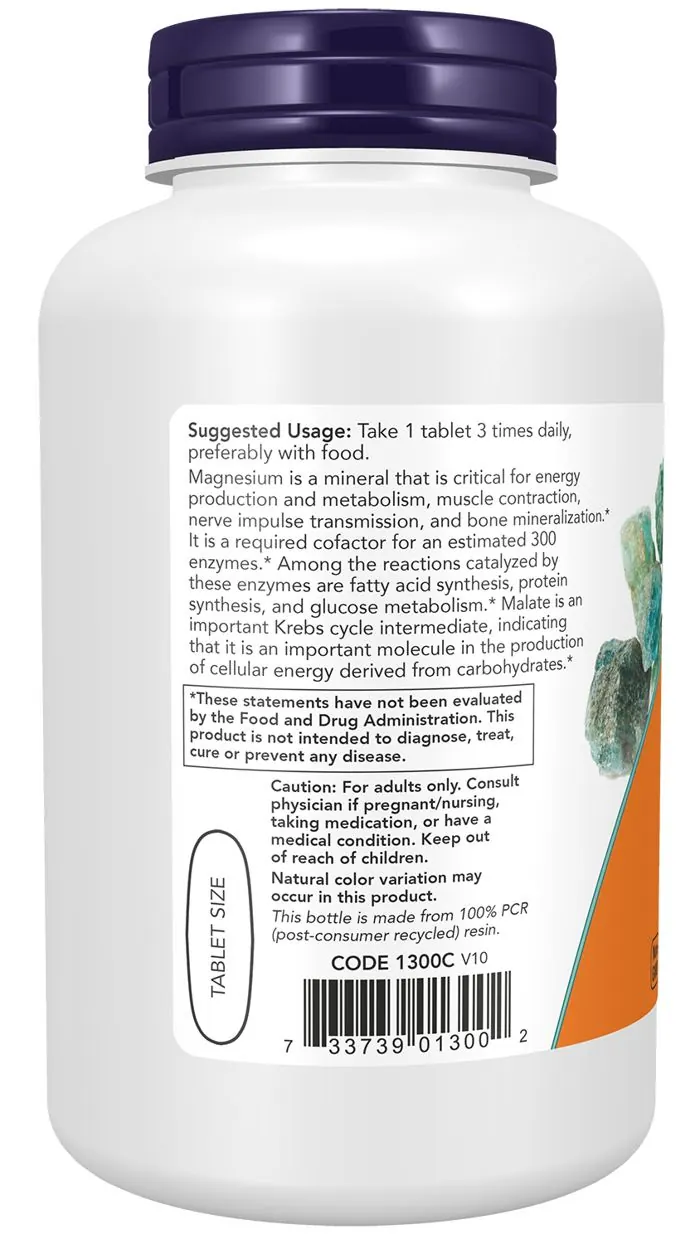 Suggested Usage: Take 1 tablet 3 times daily,
preferably with food.
Magnesium is a mineral that is critical for energy
production and metabolism, muscle contraction,
nerve impulse transmission, and bone mineralization.*
It is a required cofactor for an estimated 300
enzymes.* Among the reactions catalyzed by
these enzymes are fatty acid synthesis, protein
synthesis, and glucose metabolism.* Malate is an
important Krebs cycle intermediate, indicating
that it is an important molecule in the production
of cellular energy derived from carbohydrates.*
*These statements have not been evaluated
by the Food and Drug Administration. This
product is not intended to diagnose, treat,
cure or prevent any disease.
Caution: For adults only. Consult
physician if pregnant/nursing,
taking medication, or have a
medical condition. Keep out
of reach of children.
Natural color variation may
occur in this product.
This bottle is made from 100% PCR
(post-consumer recycled) resin.
TABLET SIZE
CODE 1300C V10
7 33739 01300 2